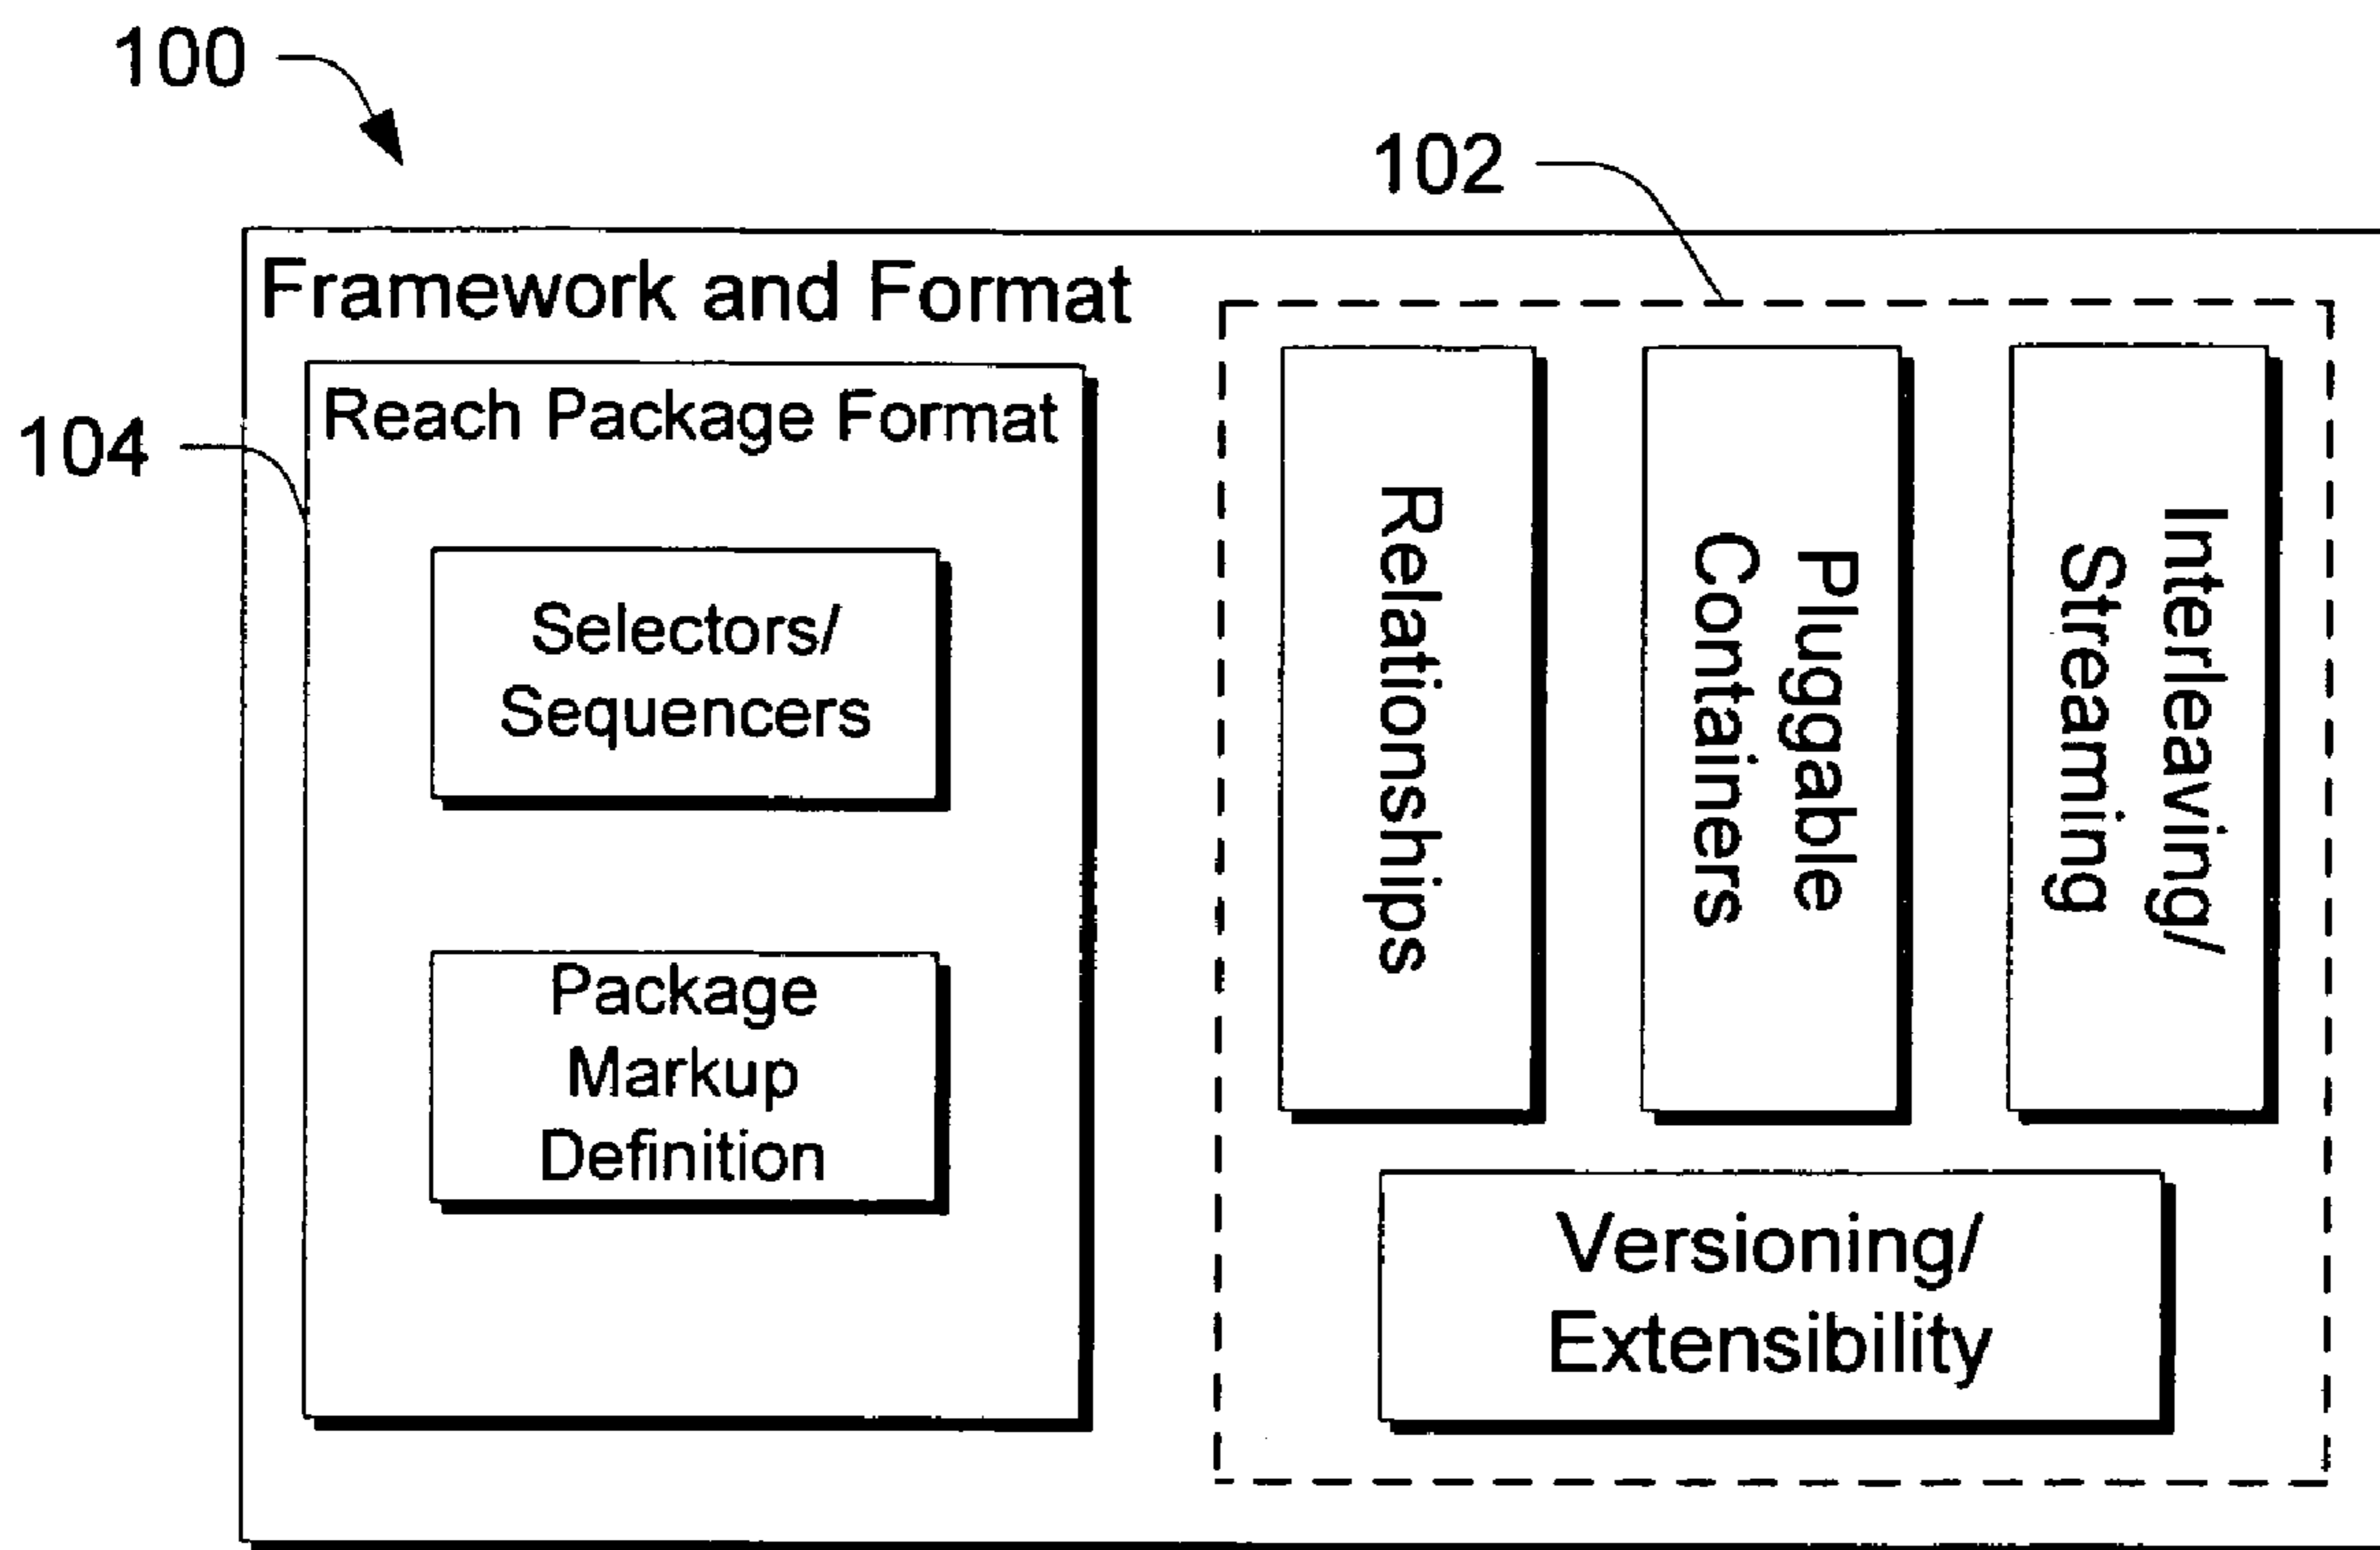 100
102
Framework and Format
104
Reach Package Format
Selectors/
Sequencers
Package
Markup
Definition
Relationships
Pluggable
Containers
Interleaving/
Streaming
Versioning/
Extensibility